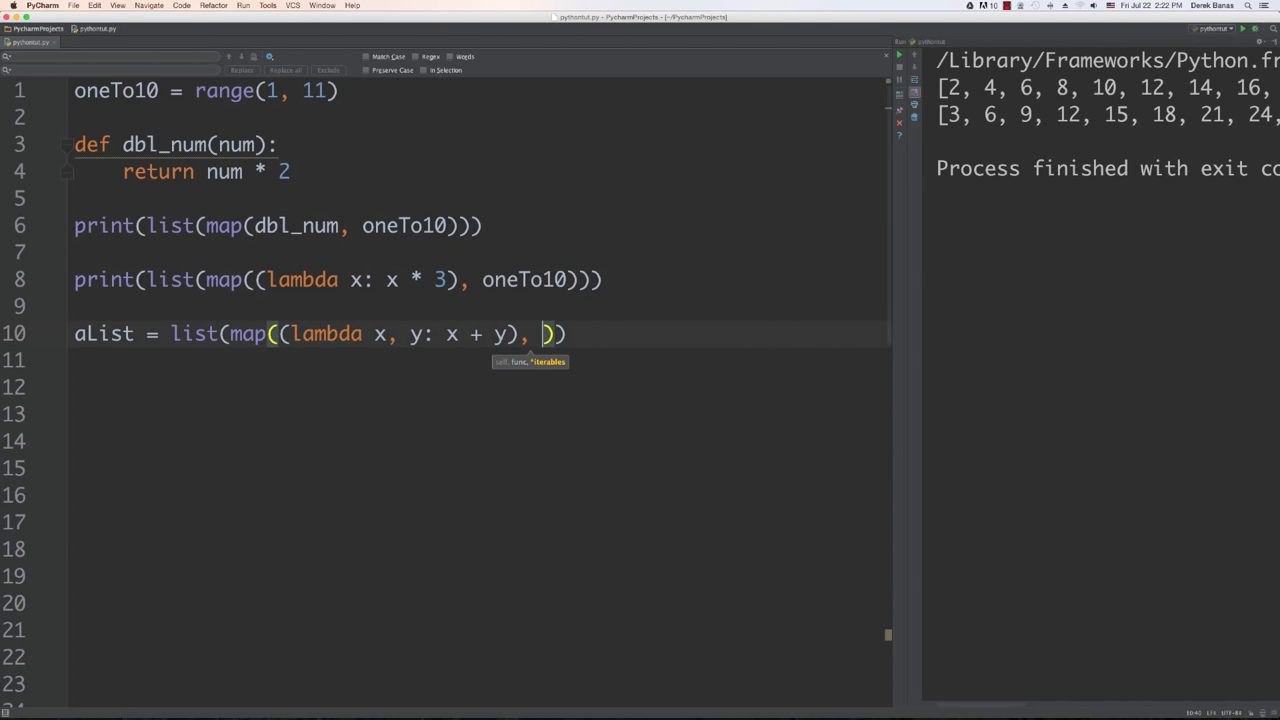 PyCharm File Edit View Navigate Code Refactor Run Tools VCS Window Help 10 Fri Jul 22 2:22 PM Derek Banas
pythontut.py - PycharmProjects - [~/PycharmProjects]
PycharmProjects pythontut.py pythontut
pythontut.py Run pythontut
Match Case Regex Words
Replace Replace all Exclude Preserve Case In Selection
1 oneTo10 = range(1, 11)
2
3 def dbl_num(num):
4 return num * 2
5
6 print(list(map(dbl_num, oneTo10)))
7
8 print(list(map((lambda x: x * 3), oneTo10)))
9
10 aList = list(map((lambda x, y: x + y), ))
self, func, *iterables
11
12
13
14
15
16
17
18
19
20
21
22
23
/Library/Frameworks/Python.fr
[2, 4, 6, 8, 10, 12, 14, 16,
[3, 6, 9, 12, 15, 18, 21, 24,
Process finished with exit co
10:40 LF÷ UTF-8÷